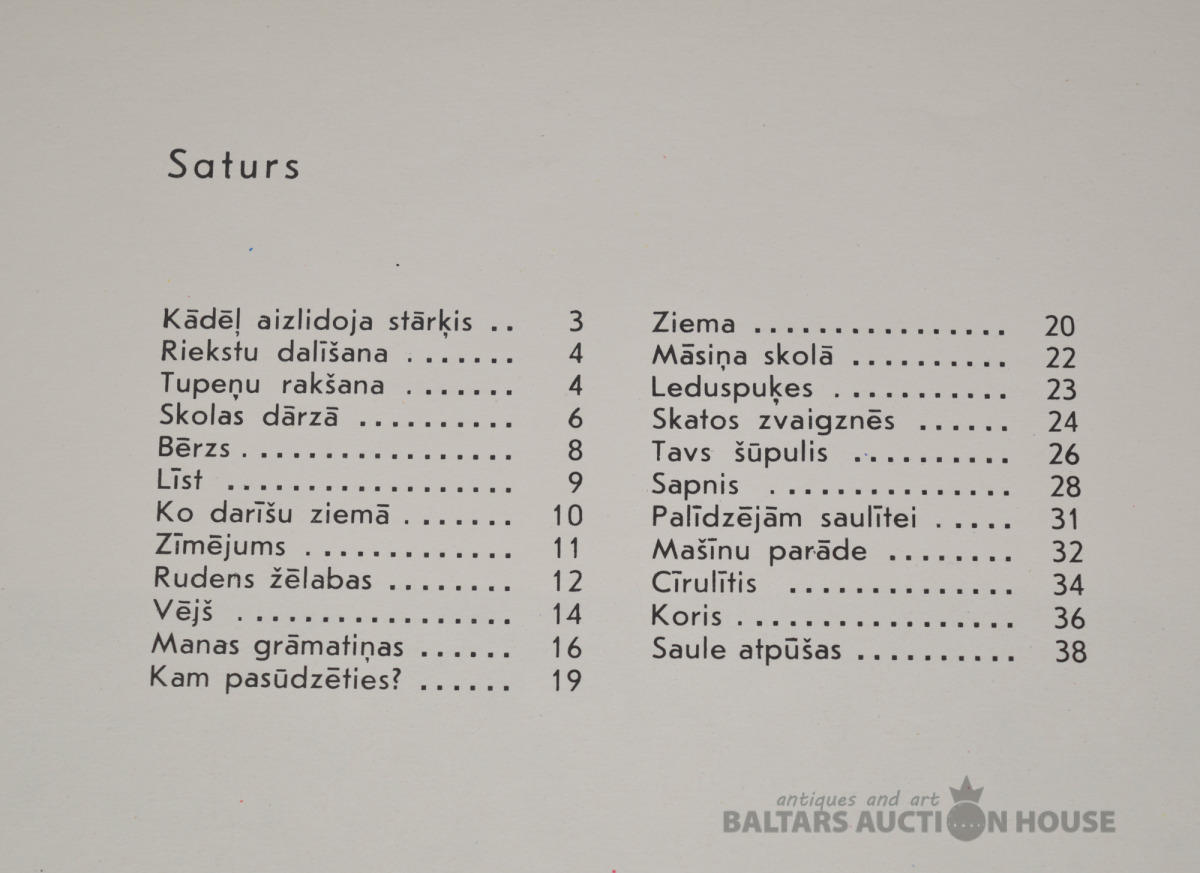 Saturs
Kādēļ aizlidoja stārķis .. 3
Riekstu dalīšana ....... 4
Tupeņu rakšana ....... 4
Skolas dārzā .......... 6
Bērzs ................. 8
Līst .................. 9
Ko darīšu ziemā ....... 10
Zīmējums ............. 11
Rudens žēlabas ........ 12
Vējš ................. 14
Manas grāmatiņas ...... 16
Kam pasūdzēties? ...... 19
Ziema ................ 20
Māsiņa skolā .......... 22
Leduspuķes ........... 23
Skatos zvaigznēs ...... 24
Tavs šūpulis .......... 26
Sapnis ............... 28
Palīdzējām saulītei ..... 31
Mašīnu parāde ........ 32
Cīrulītis .............. 34
Koris ................. 36
Saule atpūšas .......... 38
antiques and art
BALTARS AUCTION HOUSE